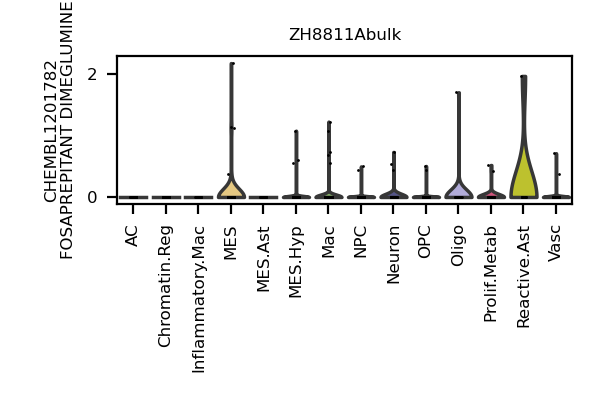 ZH8811Abulk
CHEMBL1201782
FOSAPREPITANT DIMEGLUMINE
2
0
AC
Chromatin.Reg
Inflammatory.Mac
MES
MES.Ast
MES.Hyp
Mac
NPC
Neuron
OPC
Oligo
Prolif.Metab
Reactive.Ast
Vasc